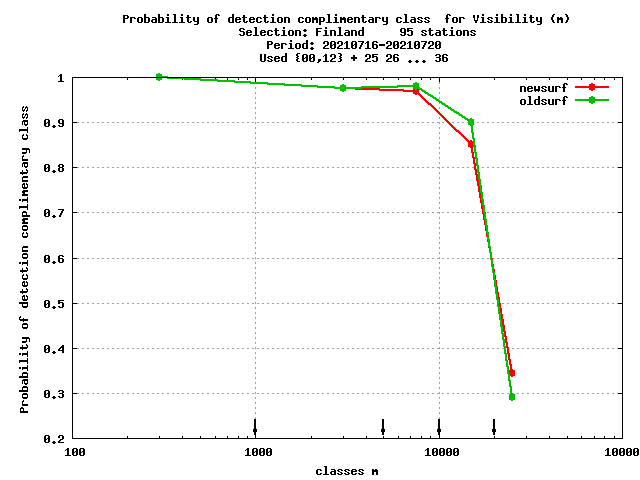 Probability of detection complimentary class  for Visibility (m)
Selection: Finland     95 stations
Period: 20210716-20210720
Used {00,12} + 25 26 ... 36
newsurf
oldsurf
Probability of detection complimentary class
1
0.9
0.8
0.7
0.6
0.5
0.4
0.3
0.2
100
1000
10000
10000
classes m